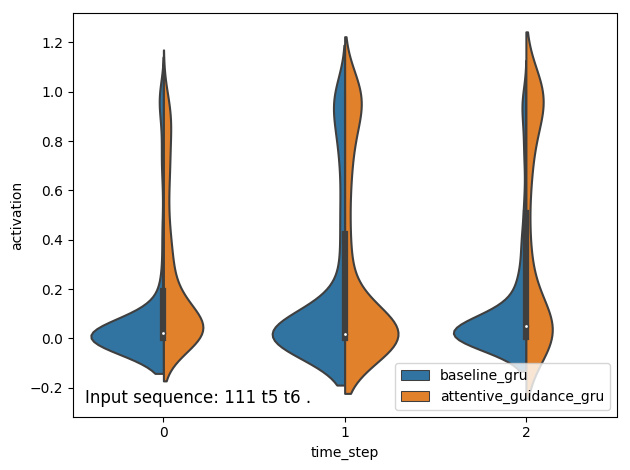 1.2
1.0
0.8
0.6
0.4
0.2
0.0
−0.2
activation
Input sequence: 111 t5 t6 .
baseline_gru
attentive_guidance_gru
0 1 2
time_step